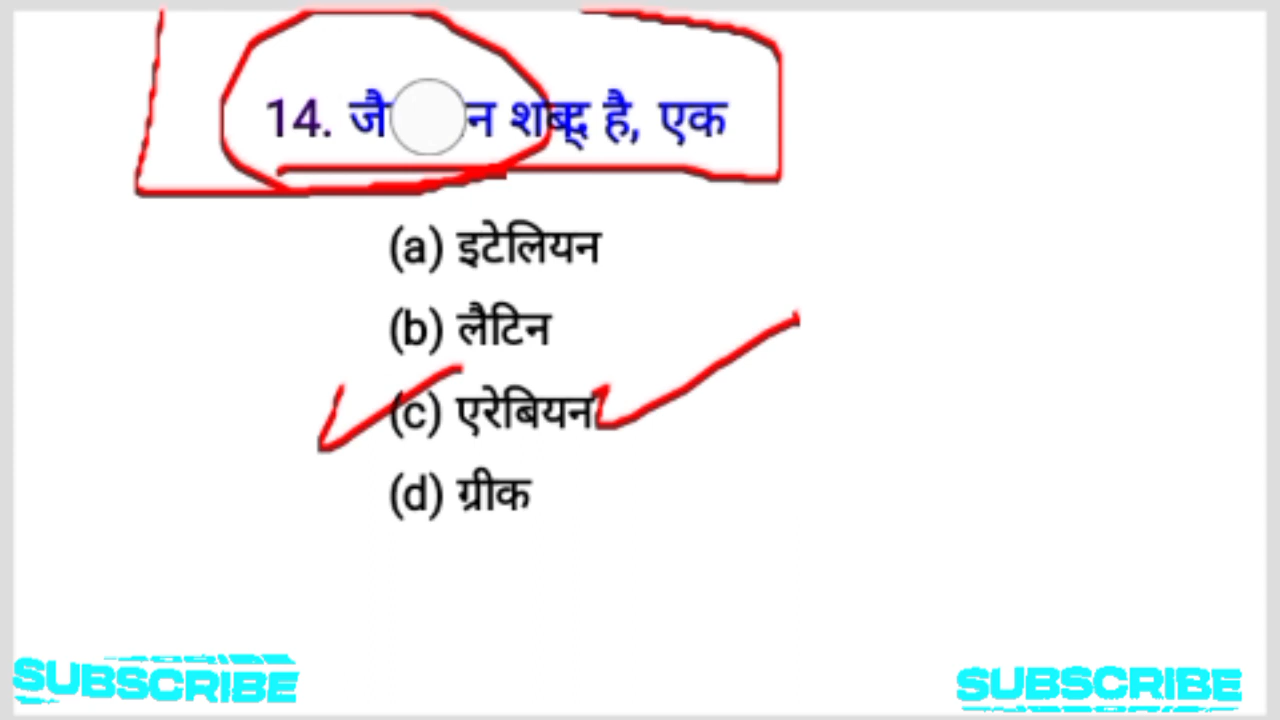 14. जै न शब्द है, एक
(a) इटेलियन
(b) लैटिन
(c) एरेबियन
(d) ग्रीक
SUBSCRIBE SUBSCRIBE